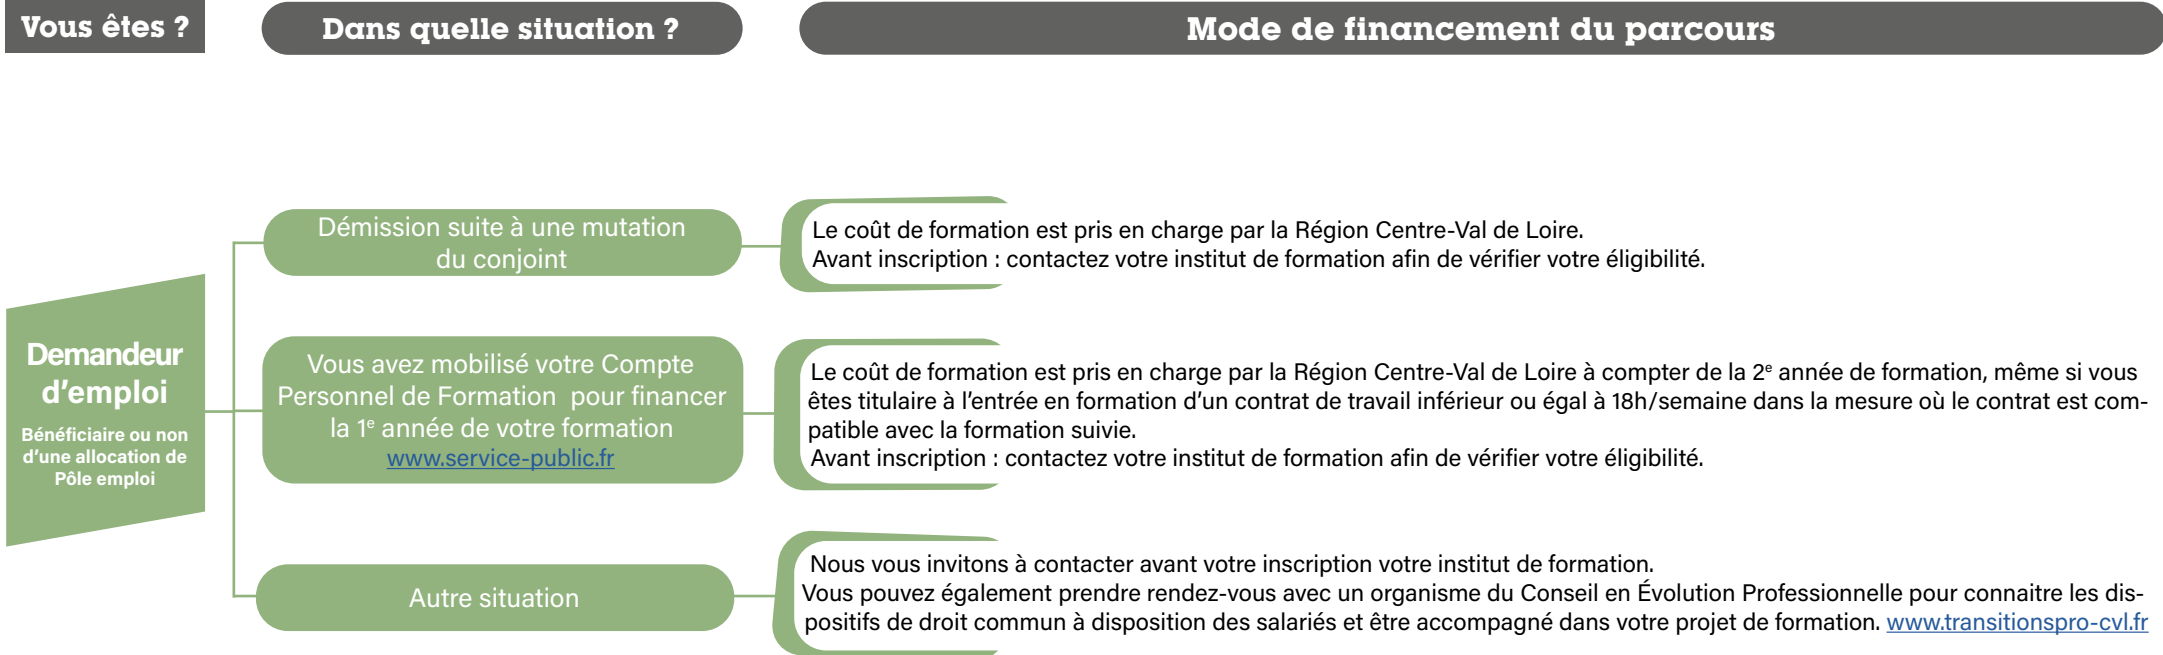 Vous êtes ?
Dans quelle situation ?
Mode de financement du parcours
Demandeur
d’emploi
Bénéficiaire ou non
d’une allocation de
Pôle emploi
Démission suite à une mutation
du conjoint
Le coût de formation est pris en charge par la Région Centre-Val de Loire.
Avant inscription : contactez votre institut de formation afin de vérifier votre éligibilité.
Vous avez mobilisé votre Compte
Personnel de Formation pour financer
la 1e année de votre formation
www.service-public.fr
Le coût de formation est pris en charge par la Région Centre-Val de Loire à compter de la 2e année de formation, même si vous
êtes titulaire à l’entrée en formation d’un contrat de travail inférieur ou égal à 18h/semaine dans la mesure où le contrat est com-
patible avec la formation suivie.
Avant inscription : contactez votre institut de formation afin de vérifier votre éligibilité.
Autre situation
Nous vous invitons à contacter avant votre inscription votre institut de formation.
Vous pouvez également prendre rendez-vous avec un organisme du Conseil en Évolution Professionnelle pour connaitre les dis-
positifs de droit commun à disposition des salariés et être accompagné dans votre projet de formation. www.transitionspro-cvl.fr